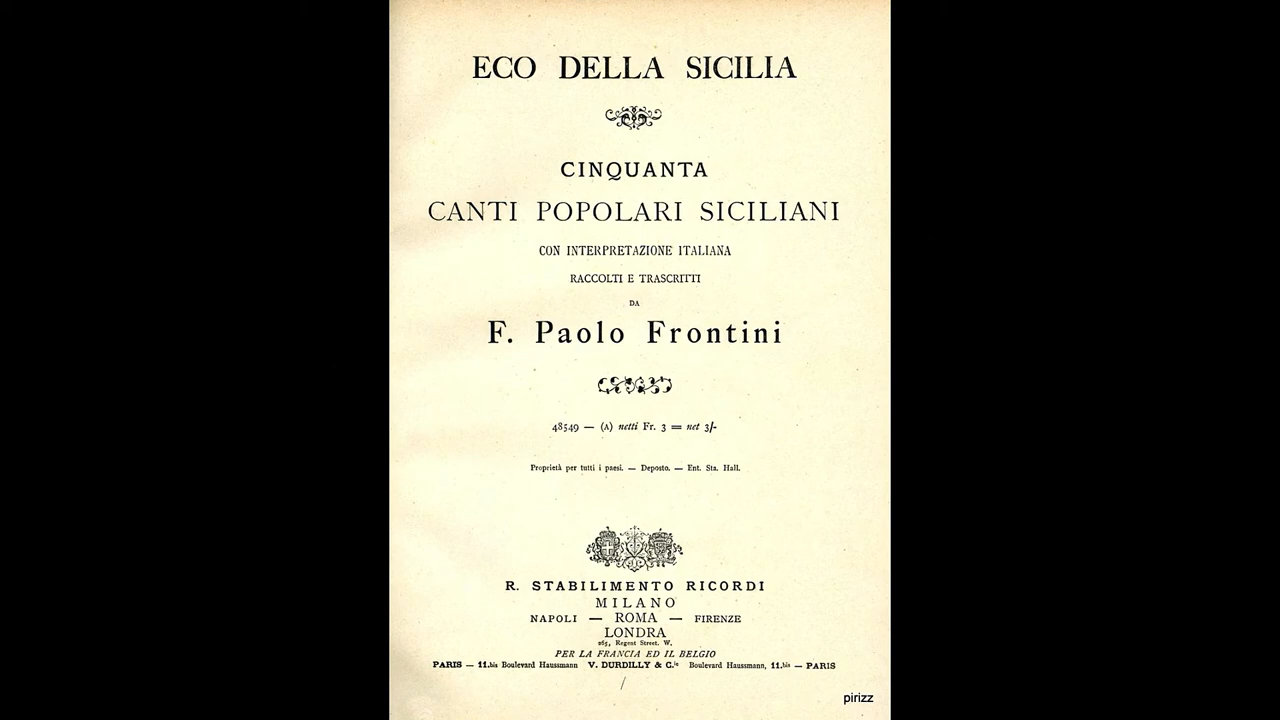 ECO DELLA SICILIA
CINQUANTA
CANTI POPOLARI SICILIANI
CON INTERPRETAZIONE ITALIANA
RACCOLTI E TRASCRITTI
DA
F. Paolo Frontini
48549 — (A) netti Fr. 3 = net 3/-
Proprietà per tutti i paesi. — Deposto. — Ent. Sta. Hall.
R. STABILIMENTO RICORDI
MILANO
NAPOLI — ROMA — FIRENZE
LONDRA
265, Regent Street. W.
PER LA FRANCIA ED IL BELGIO
PARIS — 11.bis Boulevard Haussmann V. DURDILLY & C.ie Boulevard Haussmann, 11.bis — PARIS
pirizz